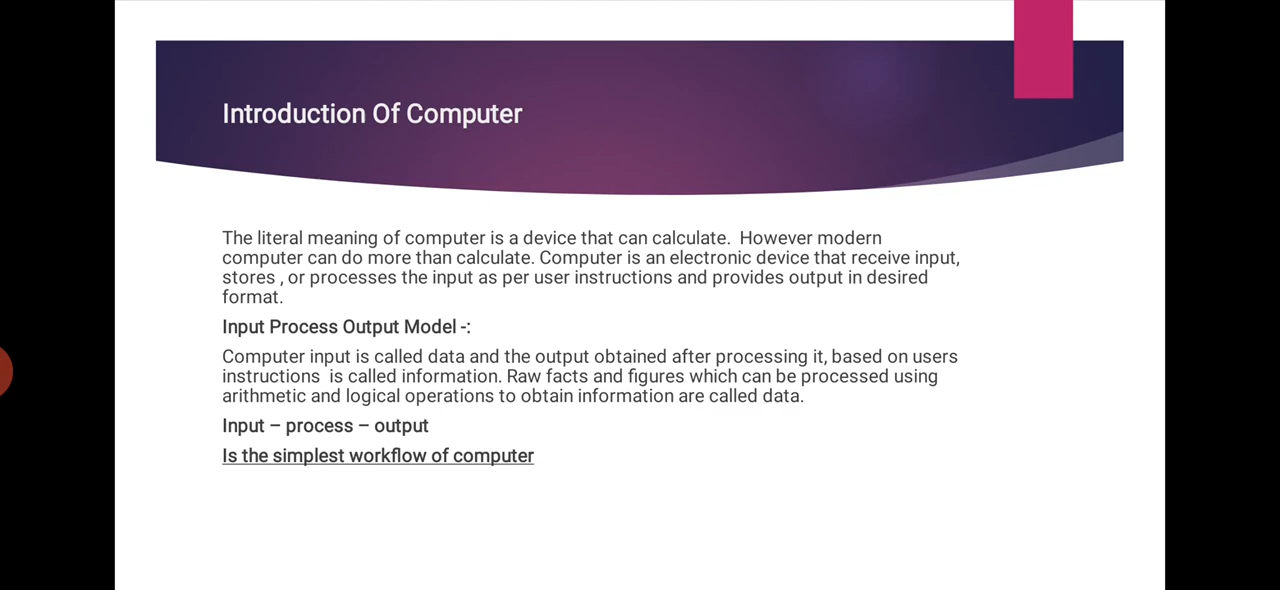 Introduction Of Computer
The literal meaning of computer is a device that can calculate.  However modern
computer can do more than calculate. Computer is an electronic device that receive input,
stores , or processes the input as per user instructions and provides output in desired
format.
Input Process Output Model -:
Computer input is called data and the output obtained after processing it, based on users
instructions  is called information. Raw facts and figures which can be processed using
arithmetic and logical operations to obtain information are called data.
Input – process – output
Is the simplest workflow of computer